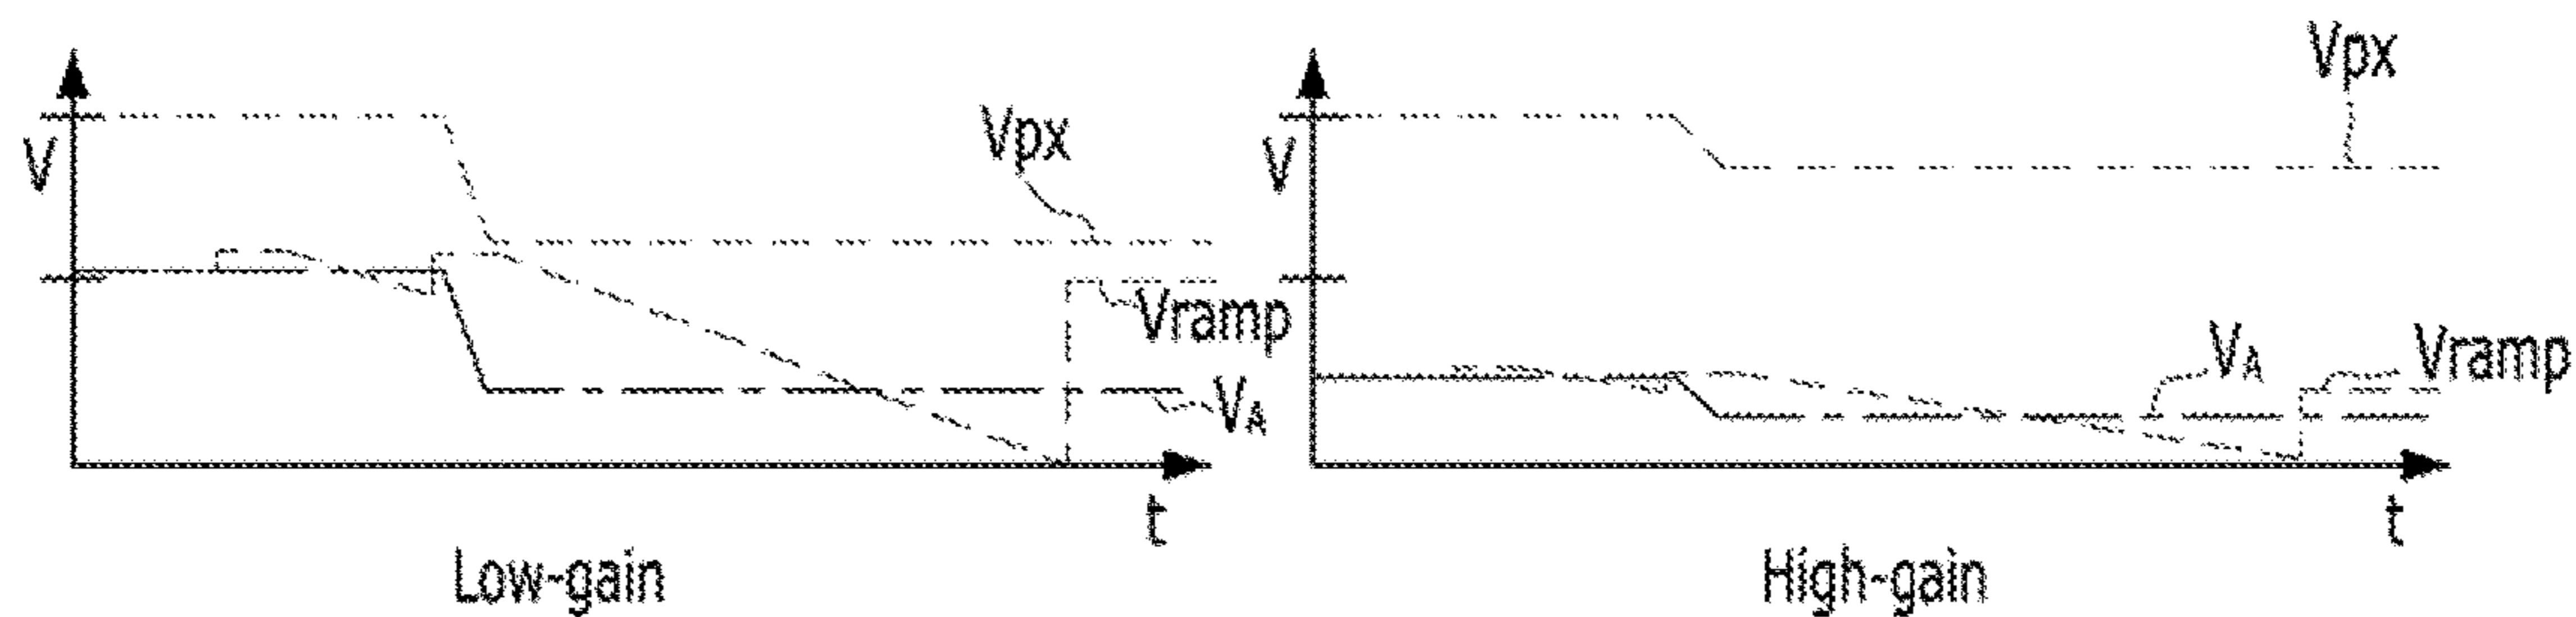 V
Vpx
Vramp
VA
t
Low-gain
V
Vpx
VA
Vramp
t
High-gain